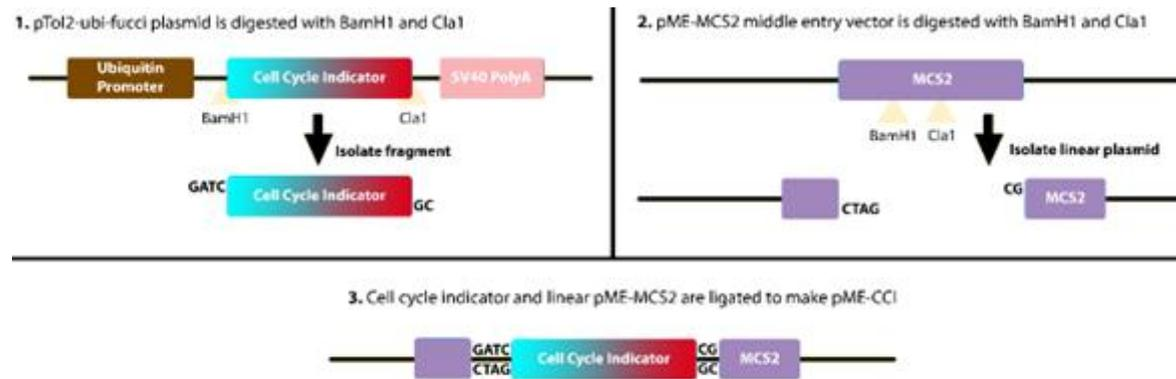 1. pTol2-ubi-fucci plasmid is digested with BamH1 and Cla1
Ubiquitin
Promoter
Cell Cycle Indicator
SV40 PolyA
BamH1
Cla1
Isolate fragment
GATC
Cell Cycle Indicator
GC
2. pME-MCS2 middle entry vector is digested with BamH1 and Cla1
MCS2
BamH1
Cla1
Isolate linear plasmid
CTAG
CG
MCS2
3. Cell cycle indicator and linear pME-MCS2 are ligated to make pME-CCI
GATC
CTAG
Cell Cycle Indicator
CG
GC
MCS2